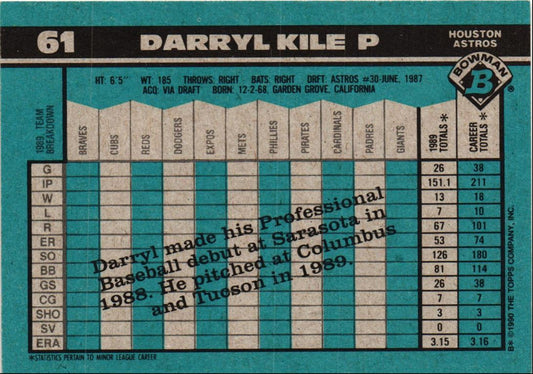 61
DARRYL KILE P
HOUSTON
ASTROS
HT: 6'5" WT: 185 THROWS: RIGHT BATS: RIGHT DRFT: ASTROS #30-JUNE, 1987
ACQ: VIA DRAFT BORN: 12-2-68, GARDEN GROVE, CALIFORNIA
BOWMAN
B
®
1989 TEAM
BREAKDOWN
BRAVES
CUBS
REDS
DODGERS
EXPOS
METS
PHILLIES
PIRATES
CARDINALS
PADRES
GIANTS
1989
TOTALS *
CAREER
TOTALS *
G 26 38
IP 151.1 211
W 13 18
L 7 10
R 67 101
ER 53 74
SO 126 180
BB 81 114
GS 26 38
CG 7 7
SHO 3 3
SV 0 0
ERA 3.15 3.16
Darryl made his Professional
Baseball debut at Sarasota in
1988. He pitched at Columbus
and Tucson in 1989.
*STATISTICS PERTAIN TO MINOR LEAGUE CAREER
B* ©1990 THE TOPPS COMPANY, INC.